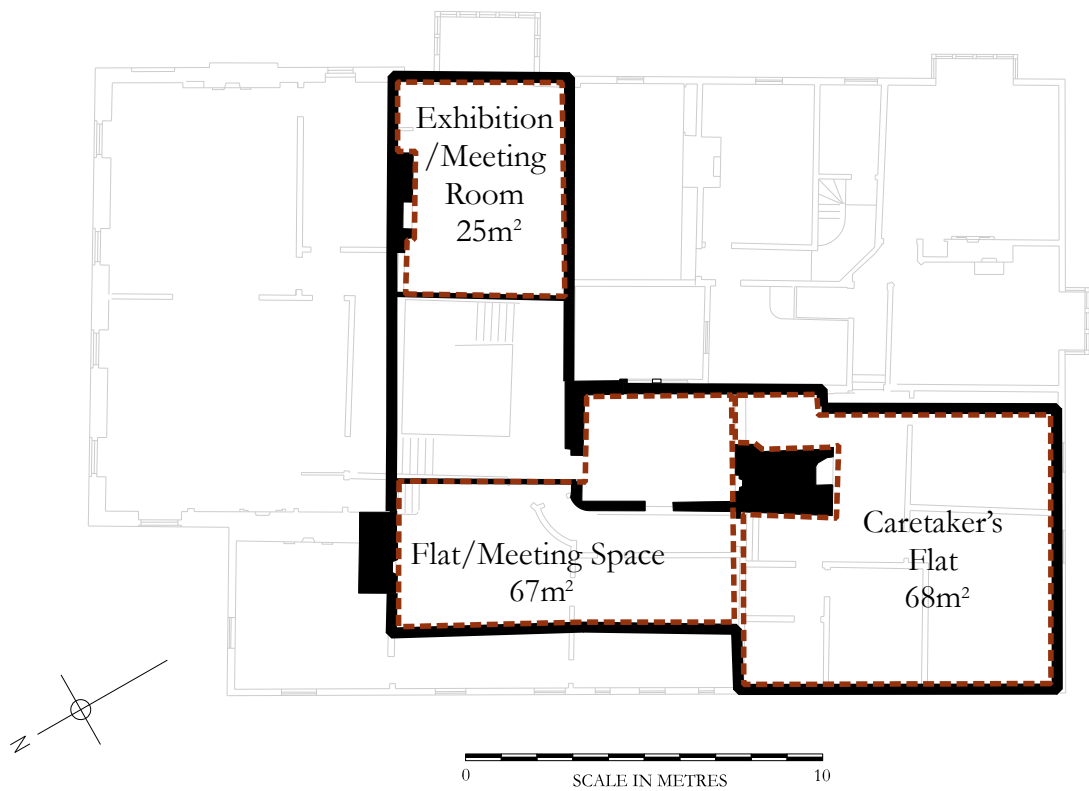 Exhibition
/Meeting
Room
25m²
Flat/Meeting Space
67m²
Caretaker's
Flat
68m²
N
0
10
SCALE IN METRES